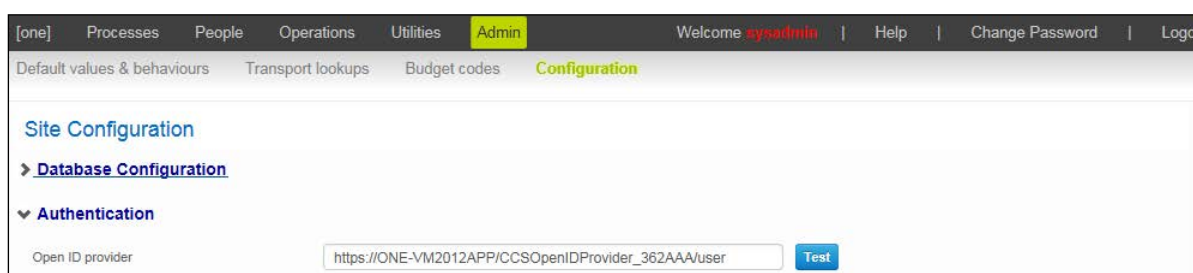 [one] Processes People Operations Utilities Admin Welcome sysadmin | Help | Change Password | Logo
Default values & behaviours Transport lookups Budget codes Configuration
Site Configuration
Database Configuration
Authentication
Open ID provider https://ONE-VM2012APP/CCSOpenIDProvider_362AAA/user Test